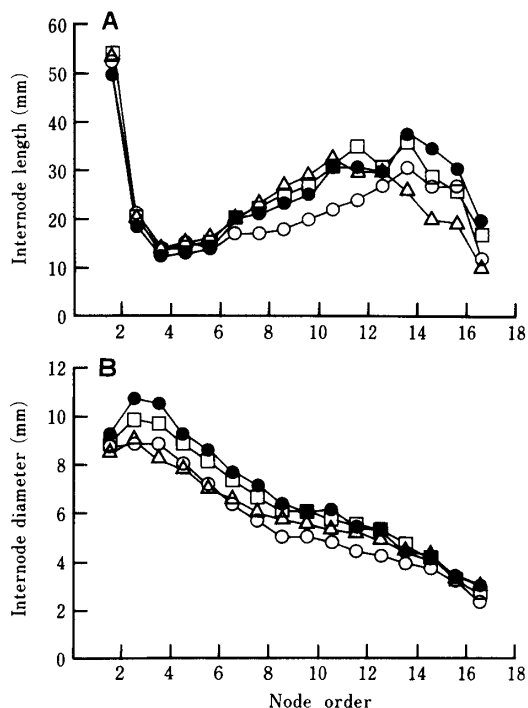 A
60
50
40
30
20
10
0
Internode length (mm)
2 4 6 8 10 12 14 16 18
B
12
10
8
6
4
2
0
Internode diameter (mm)
2 4 6 8 10 12 14 16 18
Node order